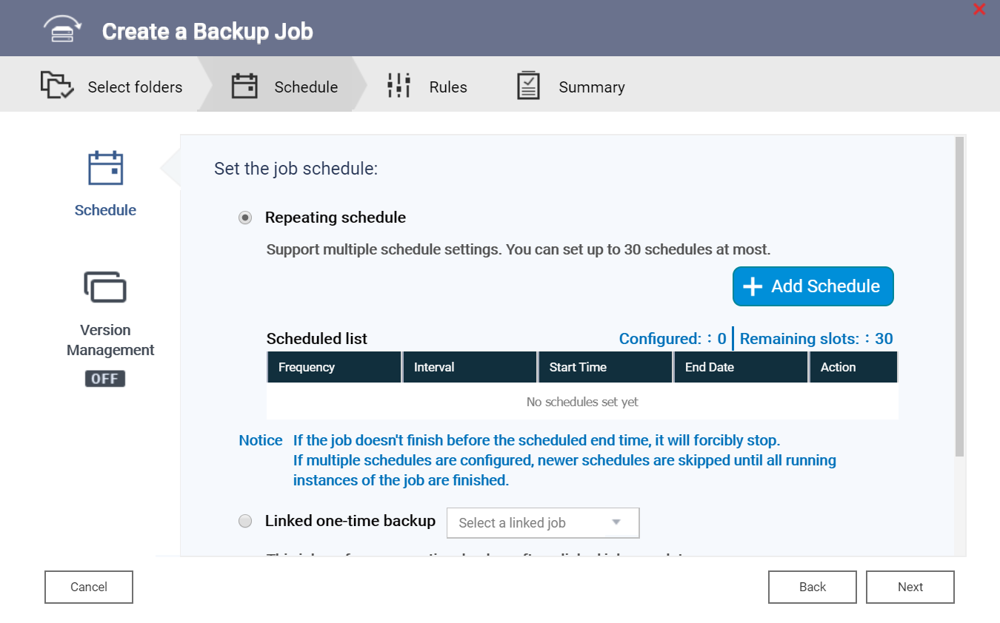 Create a Backup Job
Select folders
Schedule
Rules
Summary
Schedule
Version
Management
OFF
Set the job schedule:
Repeating schedule
Support multiple schedule settings. You can set up to 30 schedules at most.
Add Schedule
Scheduled list
Configured: : 0
Remaining slots: : 30
Frequency Interval Start Time End Date Action
No schedules set yet
Notice If the job doesn't finish before the scheduled end time, it will forcibly stop.
If multiple schedules are configured, newer schedules are skipped until all running
instances of the job are finished.
Linked one-time backup
Select a linked job
Cancel
Back
Next